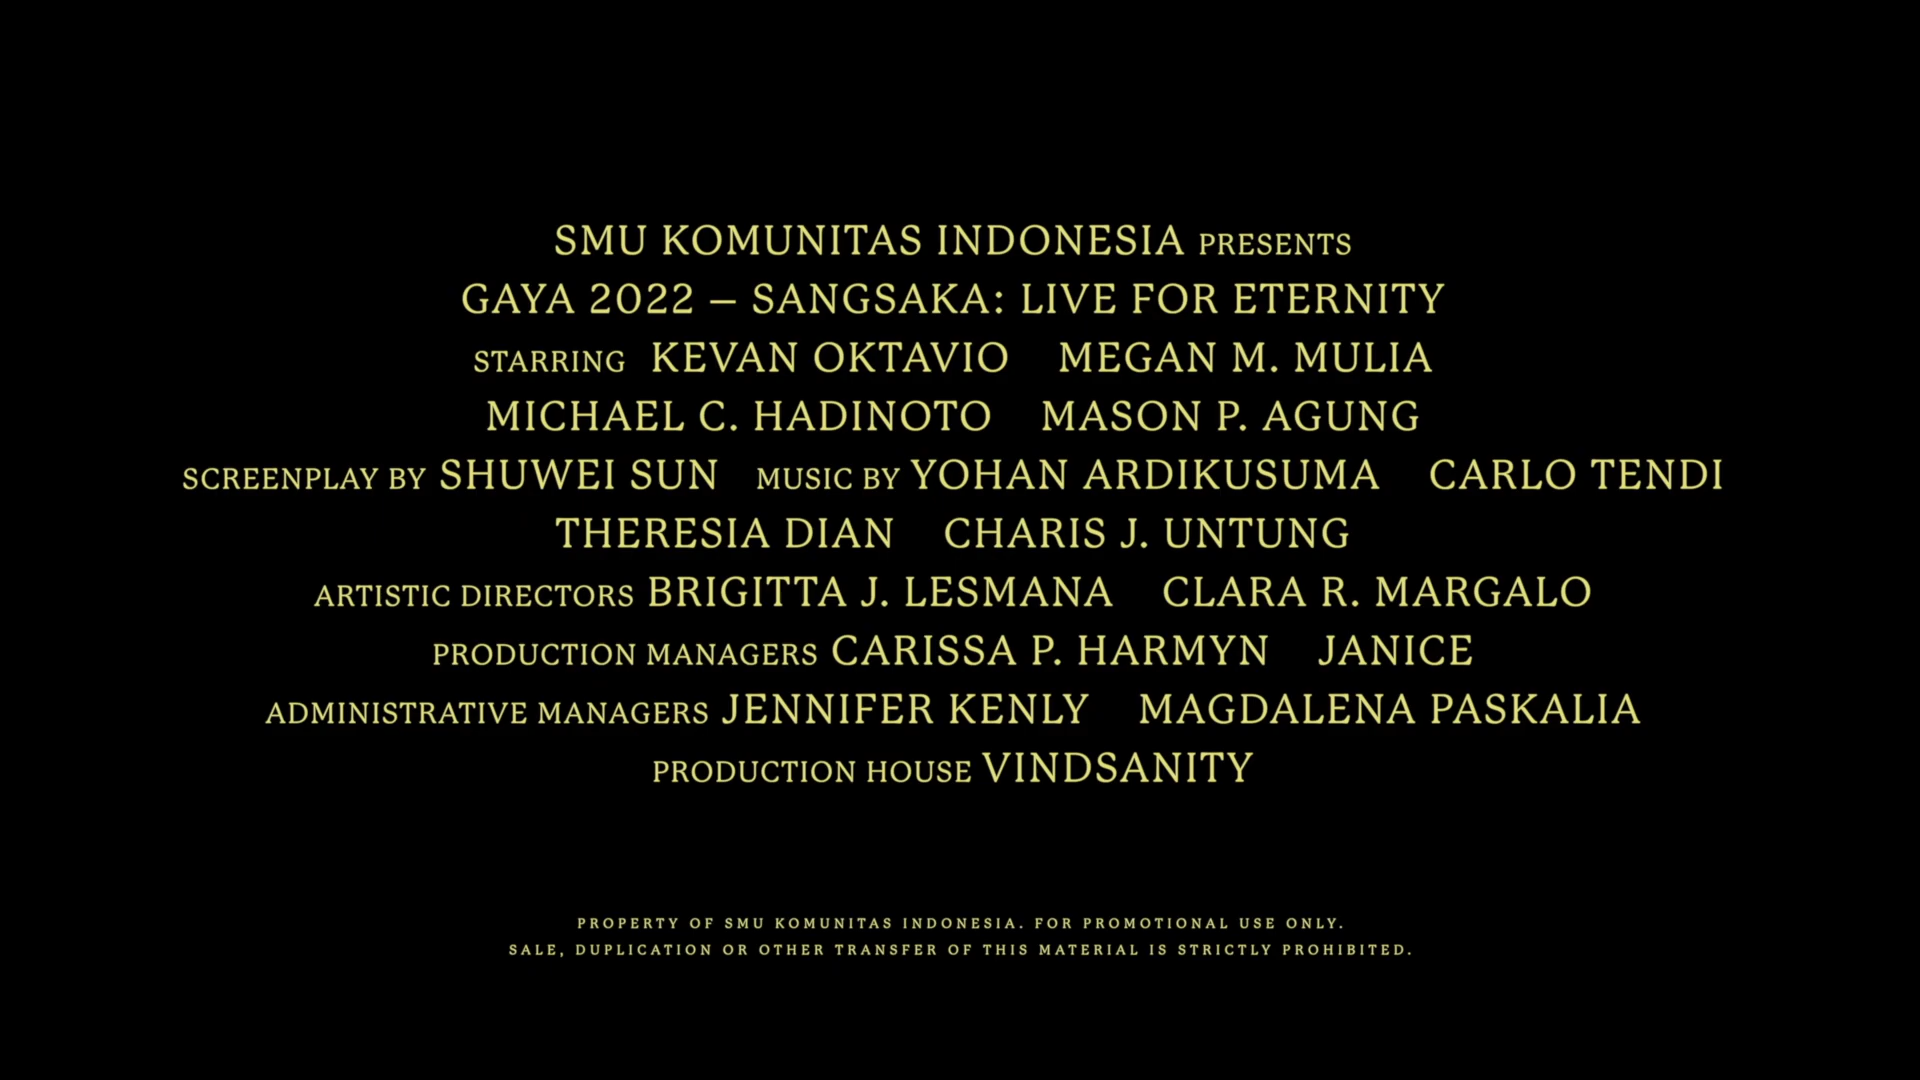 SMU KOMUNITAS INDONESIA PRESENTS
GAYA 2022 – SANGSAKA: LIVE FOR ETERNITY
STARRING KEVAN OKTAVIO MEGAN M. MULIA
MICHAEL C. HADINOTO MASON P. AGUNG
SCREENPLAY BY SHUWEI SUN MUSIC BY YOHAN ARDIKUSUMA CARLO TENDI
THERESIA DIAN CHARIS J. UNTUNG
ARTISTIC DIRECTORS BRIGITTA J. LESMANA CLARA R. MARGALO
PRODUCTION MANAGERS CARISSA P. HARMYN JANICE
ADMINISTRATIVE MANAGERS JENNIFER KENLY MAGDALENA PASKALIA
PRODUCTION HOUSE VINDSANITY
PROPERTY OF SMU KOMUNITAS INDONESIA. FOR PROMOTIONAL USE ONLY.
SALE, DUPLICATION OR OTHER TRANSFER OF THIS MATERIAL IS STRICTLY PROHIBITED.